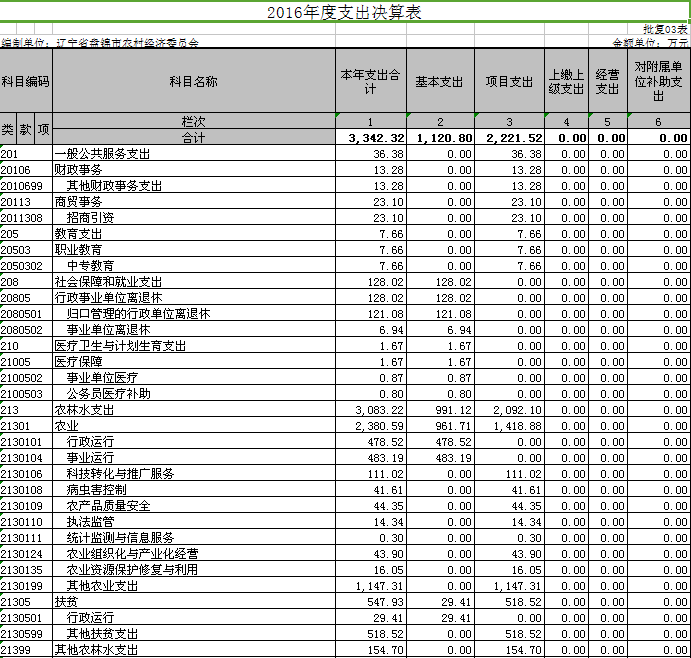 2016年度支出决算表
批复03表
编制单位：辽宁省盘锦市农村经济委员会 金额单位：万元
科目编码 科目名称 本年支出合计 基本支出 项目支出 上缴上级支出 经营支出 对附属单位补助支出
类 款 项 栏次 1 2 3 4 5 6
合计 3,342.32 1,120.80 2,221.52 0.00 0.00 0.00
201 一般公共服务支出 36.38 0.00 36.38 0.00 0.00 0.00
20106 财政事务 13.28 0.00 13.28 0.00 0.00 0.00
2010699 其他财政事务支出 13.28 0.00 13.28 0.00 0.00 0.00
20113 商贸事务 23.10 0.00 23.10 0.00 0.00 0.00
2011308 招商引资 23.10 0.00 23.10 0.00 0.00 0.00
205 教育支出 7.66 0.00 7.66 0.00 0.00 0.00
20503 职业教育 7.66 0.00 7.66 0.00 0.00 0.00
2050302 中专教育 7.66 0.00 7.66 0.00 0.00 0.00
208 社会保障和就业支出 128.02 128.02 0.00 0.00 0.00 0.00
20805 行政事业单位离退休 128.02 128.02 0.00 0.00 0.00 0.00
2080501 归口管理的行政单位离退休 121.08 121.08 0.00 0.00 0.00 0.00
2080502 事业单位离退休 6.94 6.94 0.00 0.00 0.00 0.00
210 医疗卫生与计划生育支出 1.67 1.67 0.00 0.00 0.00 0.00
21005 医疗保障 1.67 1.67 0.00 0.00 0.00 0.00
2100502 事业单位医疗 0.87 0.87 0.00 0.00 0.00 0.00
2100503 公务员医疗补助 0.80 0.80 0.00 0.00 0.00 0.00
213 农林水支出 3,083.22 991.12 2,092.10 0.00 0.00 0.00
21301 农业 2,380.59 961.71 1,418.88 0.00 0.00 0.00
2130101 行政运行 478.52 478.52 0.00 0.00 0.00 0.00
2130104 事业运行 483.19 483.19 0.00 0.00 0.00 0.00
2130106 科技转化与推广服务 111.02 0.00 111.02 0.00 0.00 0.00
2130108 病虫害控制 41.61 0.00 41.61 0.00 0.00 0.00
2130109 农产品质量安全 44.35 0.00 44.35 0.00 0.00 0.00
2130110 执法监管 14.34 0.00 14.34 0.00 0.00 0.00
2130111 统计监测与信息服务 0.30 0.00 0.30 0.00 0.00 0.00
2130124 农业组织化与产业化经营 43.90 0.00 43.90 0.00 0.00 0.00
2130135 农业资源保护修复与利用 16.05 0.00 16.05 0.00 0.00 0.00
2130199 其他农业支出 1,147.31 0.00 1,147.31 0.00 0.00 0.00
21305 扶贫 547.93 29.41 518.52 0.00 0.00 0.00
2130501 行政运行 29.41 29.41 0.00 0.00 0.00 0.00
2130599 其他扶贫支出 518.52 0.00 518.52 0.00 0.00 0.00
21399 其他农林水支出 154.70 0.00 154.70 0.00 0.00 0.00